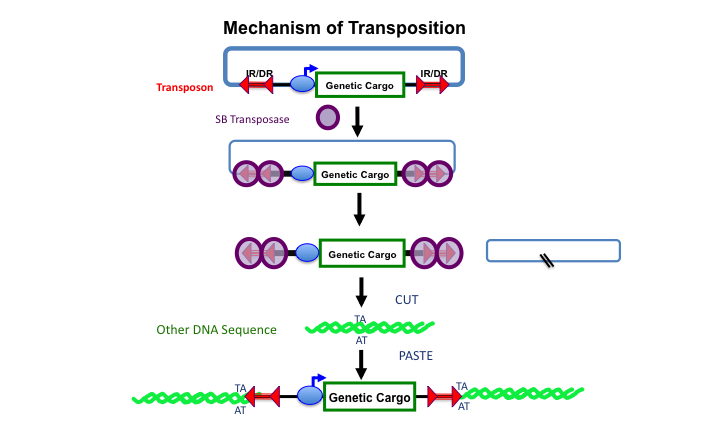 Mechanism of Transposition
IR/DR
IR/DR
Transposon
Genetic Cargo
SB Transposase
Genetic Cargo
Genetic Cargo
CUT
TA
Other DNA Sequence
AT
PASTE
TA
TA
Genetic Cargo
AT
AT